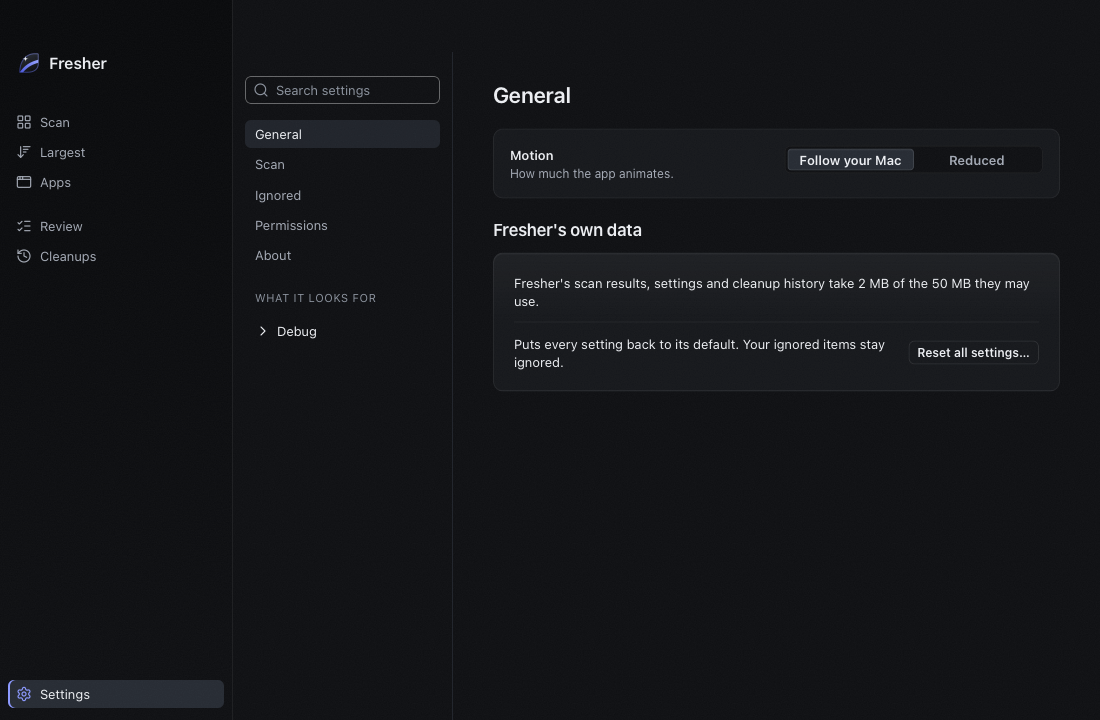 Fresher
Scan
Largest
Apps
Review
Cleanups
Settings
Search settings
General
Scan
Ignored
Permissions
About
WHAT IT LOOKS FOR
Debug
General
Motion
How much the app animates.
Follow your Mac
Reduced
Fresher's own data
Fresher's scan results, settings and cleanup history take 2 MB of the 50 MB they may
use.
Puts every setting back to its default. Your ignored items stay
ignored.
Reset all settings...